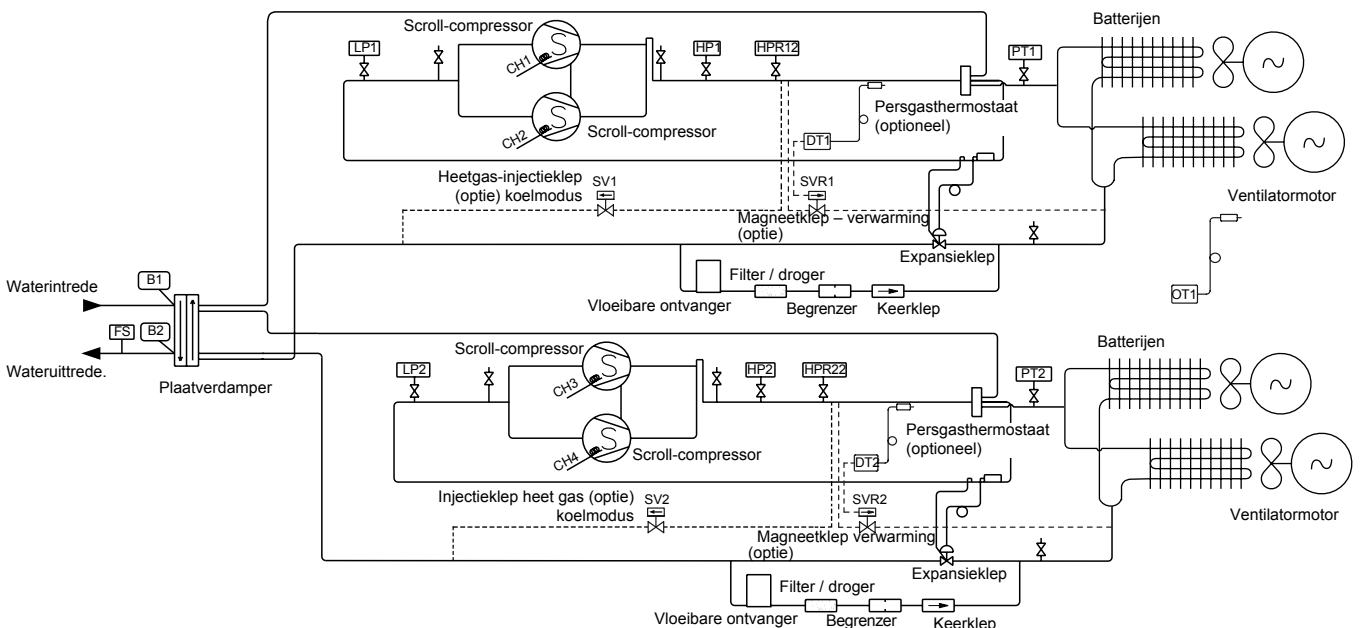 Scroll-compressor
Batterijen
LP1
CH1
HP1
HPR12
PT1
Persgasthermostaat
(optioneel)
CH2
Scroll-compressor
DT1
Heetgas-injectieklep
(optie) koelmodus
SV1
SVR1
Ventilatormotor
Magneetklep – verwarming
(optie)
Expansieklep
Filter / droger
Vloeibare ontvanger
Begrenzer
Keerklep
OT1
Waterintrede
B1
FS
B2
Wateruittrede.
Plaatverdamper
Scroll-compressor
Batterijen
LP2
CH3
HP2
HPR22
PT2
Persgasthermostaat
(optioneel)
CH4
Scroll-compressor
DT2
Injectieklep heet gas (optie)
koelmodus
SV2
SVR2
Ventilatormotor
Magneetklep verwarming
(optie)
Expansieklep
Filter / droger
Vloeibare ontvanger
Begrenzer
Keerklep
S
S
S
S